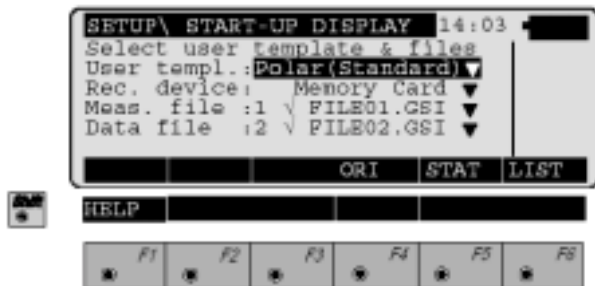 SETUP\ START-UP DISPLAY 14:03
Select user template & files
User templ.:Polar(Standard)▼
Rec. device: Memory Card ▼
Meas. file :1 √ FILE01.GSI ▼
Data file :2 √ FILE02.GSI ▼
ORI STAT LIST
Shift HELP
F1 F2 F3 F4 F5 F6